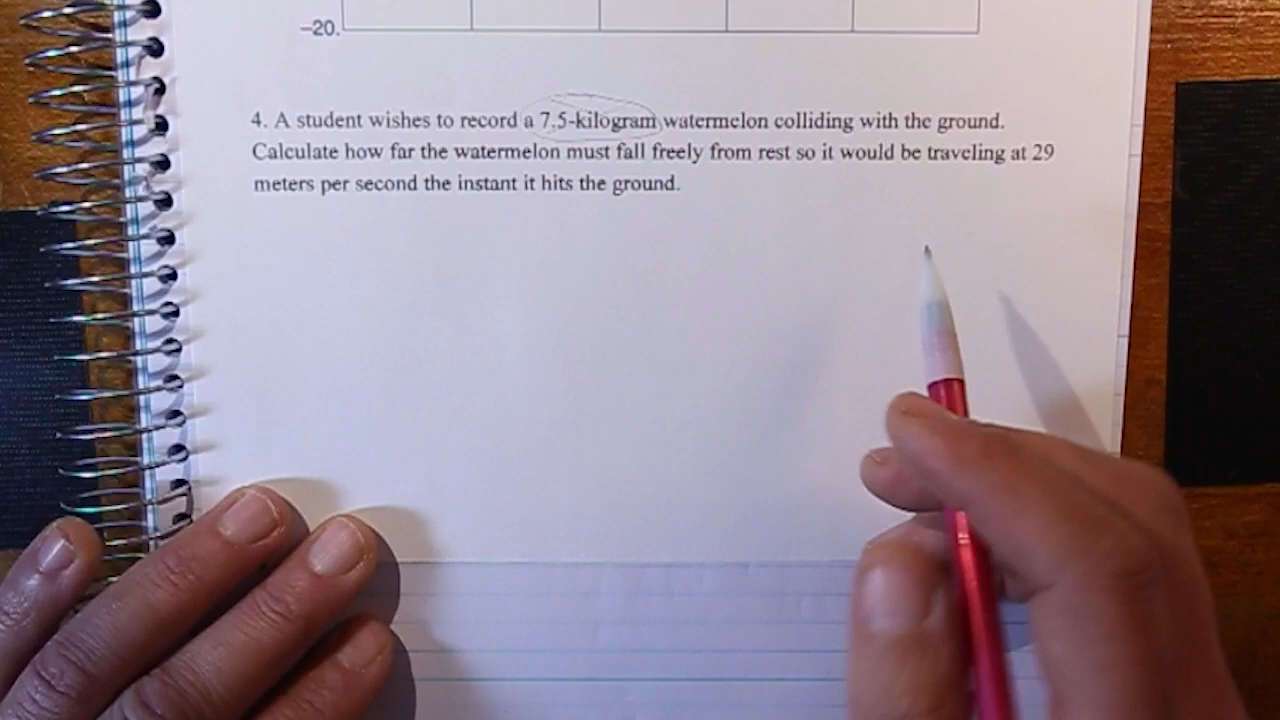 –20.
4. A student wishes to record a 7.5-kilogram watermelon colliding with the ground.
Calculate how far the watermelon must fall freely from rest so it would be traveling at 29
meters per second the instant it hits the ground.